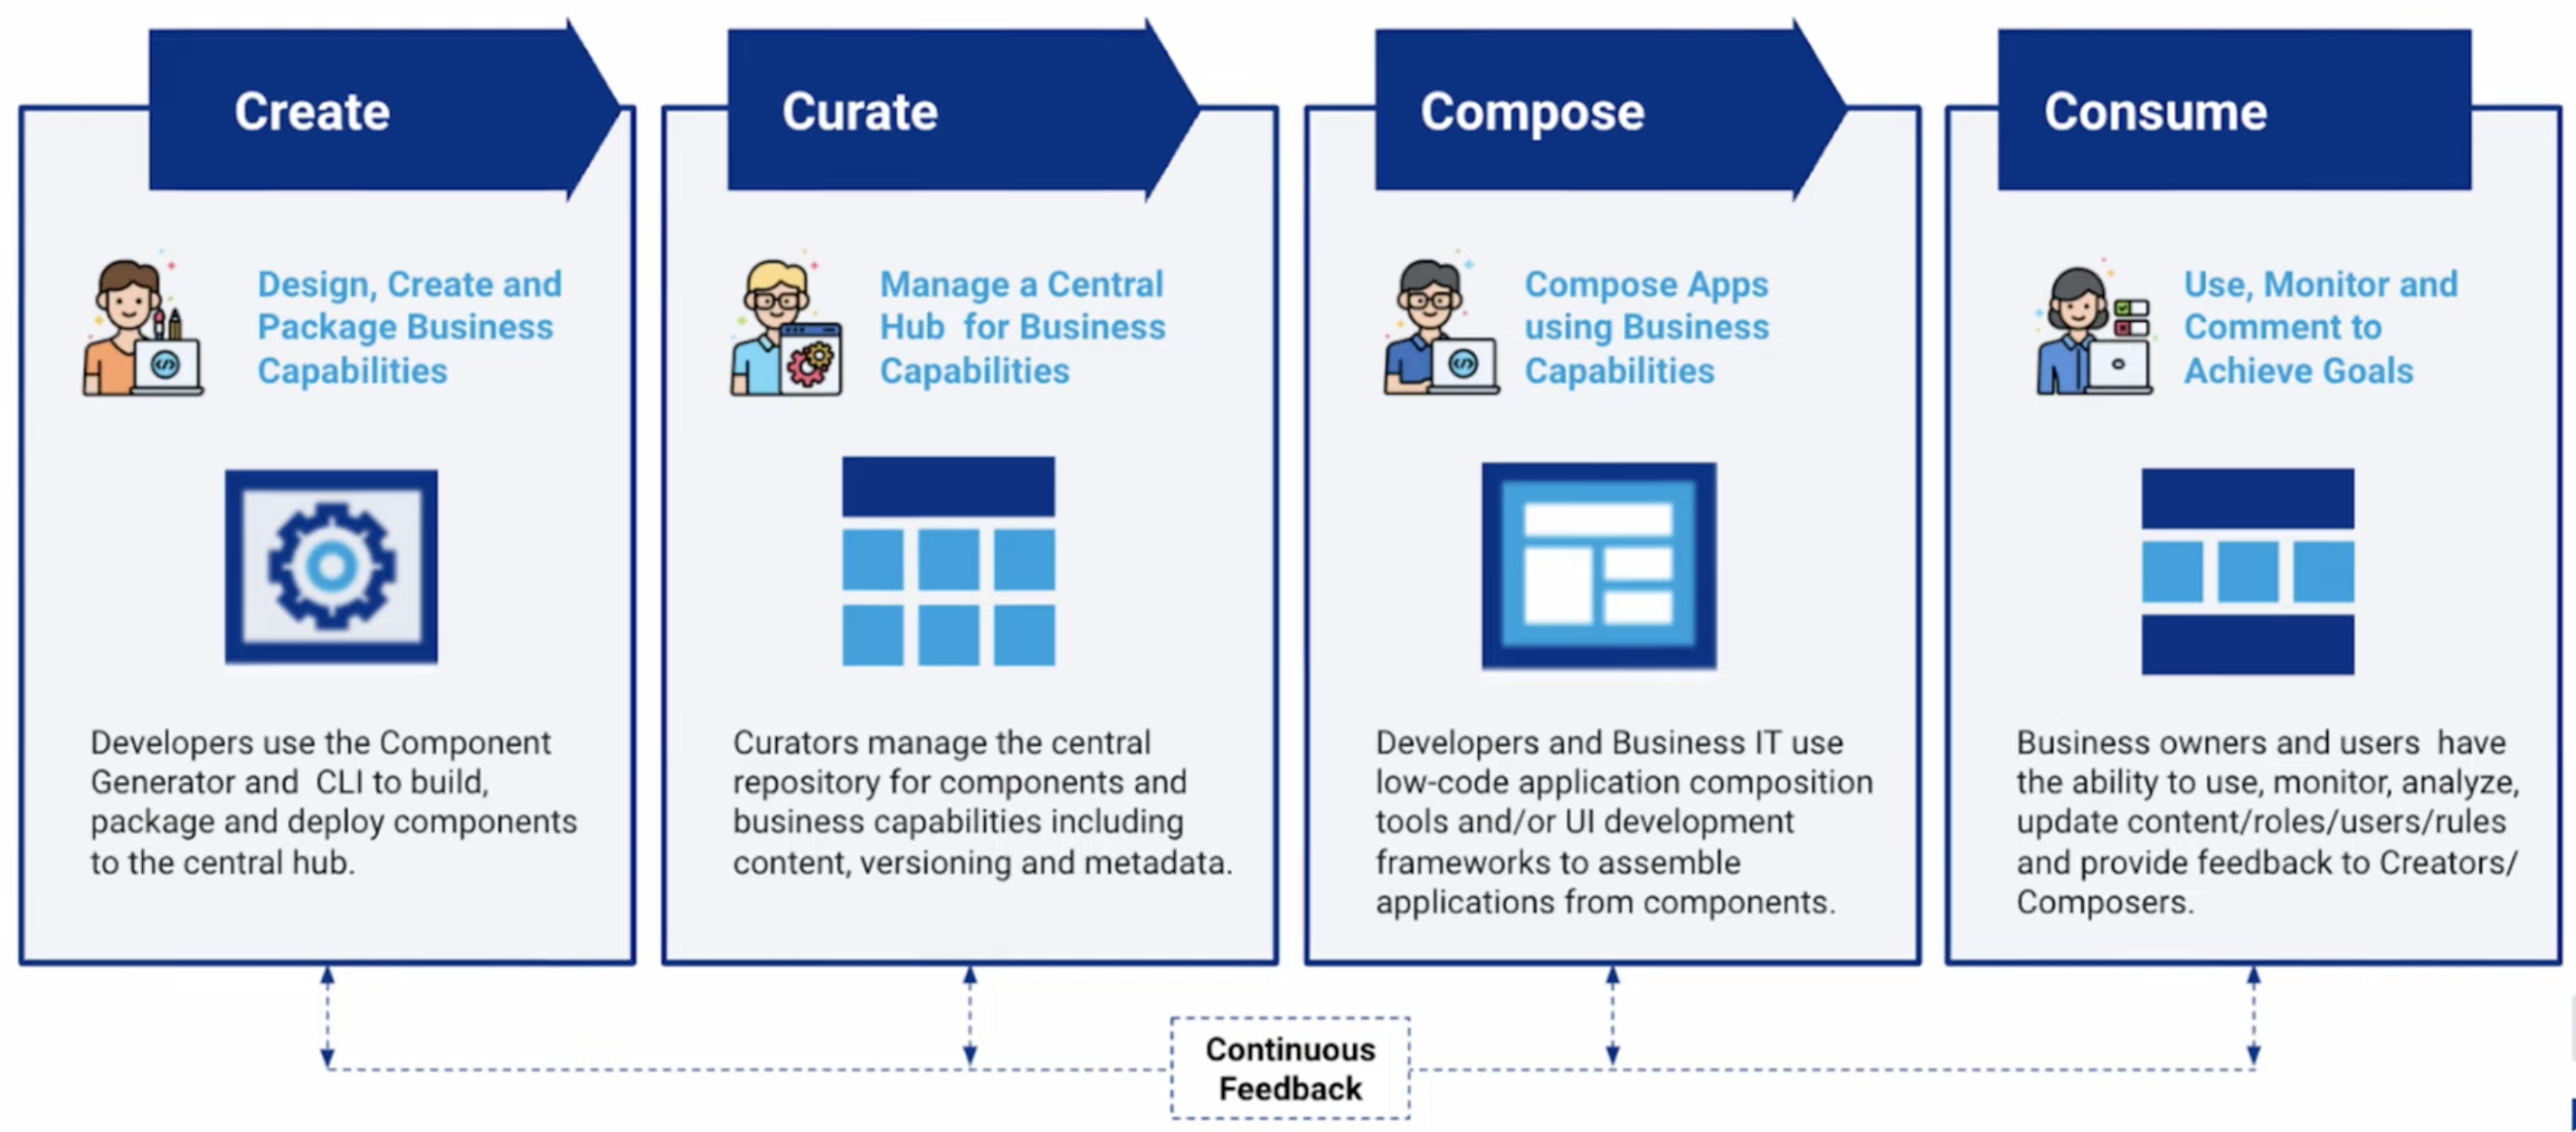 Create
Design, Create and
Package Business
Capabilities
Developers use the Component
Generator and CLI to build,
package and deploy components
to the central hub.
Curate
Manage a Central
Hub for Business
Capabilities
Curators manage the central
repository for components and
business capabilities including
content, versioning and metadata.
Compose
Compose Apps
using Business
Capabilities
Developers and Business IT use
low-code application composition
tools and/or UI development
frameworks to assemble
applications from components.
Consume
Use, Monitor and
Comment to
Achieve Goals
Business owners and users have
the ability to use, monitor, analyze,
update content/roles/users/rules
and provide feedback to Creators/
Composers.
Continuous
Feedback